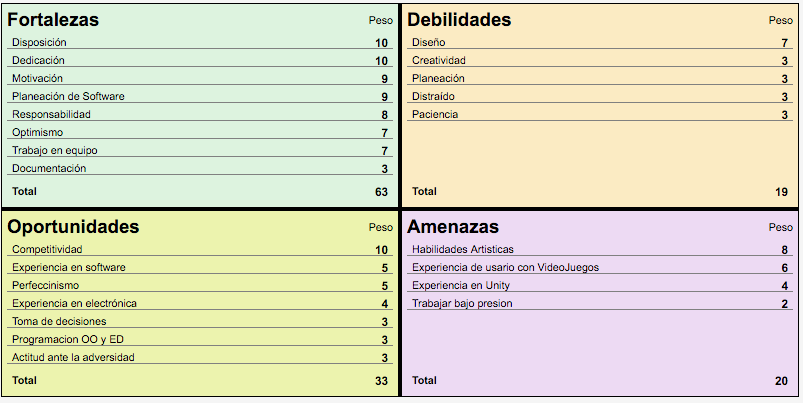 Fortalezas Peso
Disposición 10
Dedicación 10
Motivación 9
Planeación de Software 9
Responsabilidad 8
Optimismo 7
Trabajo en equipo 7
Documentación 3
Total 63
Debilidades Peso
Diseño 7
Creatividad 3
Planeación 3
Distraído 3
Paciencia 3
Total 19
Oportunidades Peso
Competitividad 10
Experiencia en software 5
Perfeccinismo 5
Experiencia en electrónica 4
Toma de decisiones 3
Programacion OO y ED 3
Actitud ante la adversidad 3
Total 33
Amenazas Peso
Habilidades Artisticas 8
Experiencia de usario con VideoJuegos 6
Experiencia en Unity 4
Trabajar bajo presion 2
Total 20